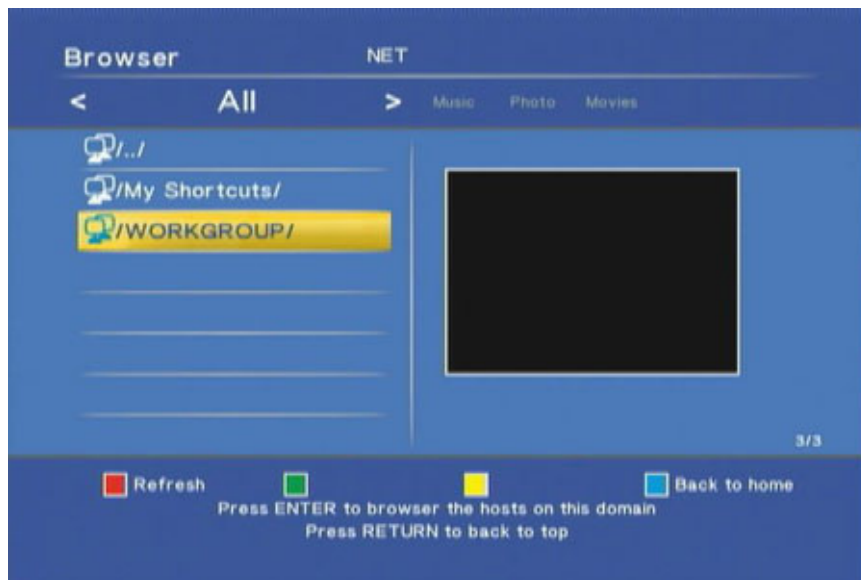 Browser NET
< All > Music Photo Movies
/../
/My Shortcuts/
/WORKGROUP/
3/3
Refresh Back to home
Press ENTER to browser the hosts on this domain
Press RETURN to back to top